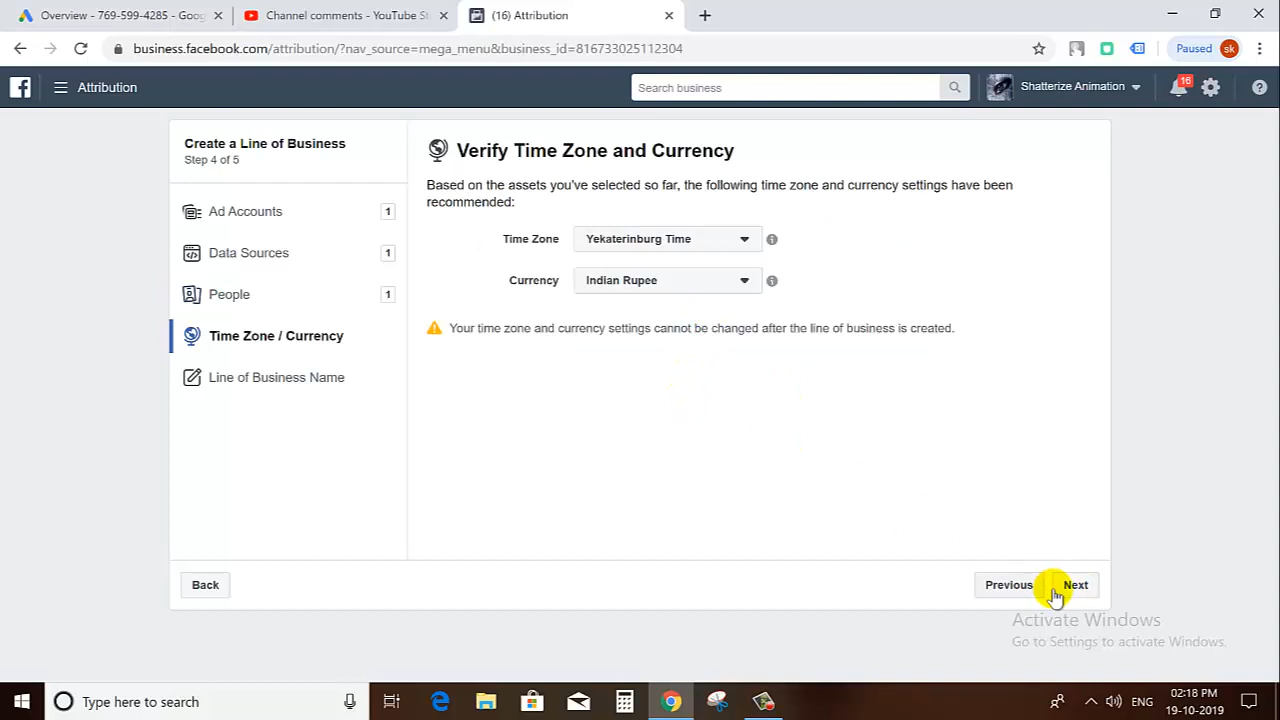 Overview - 769-599-4285 - Goog
Channel comments - YouTube St
(16) Attribution
business.facebook.com/attribution/?nav_source=mega_menu&business_id=816733025112304
Paused
sk
Attribution
Search business
Shatterize Animation
16
Create a Line of Business
Step 4 of 5
Ad Accounts 1
Data Sources 1
People 1
Time Zone / Currency
Line of Business Name
Verify Time Zone and Currency
Based on the assets you've selected so far, the following time zone and currency settings have been
recommended:
Time Zone Yekaterinburg Time
Currency Indian Rupee
Your time zone and currency settings cannot be changed after the line of business is created.
Back
Previous
Next
Activate Windows
Go to Settings to activate Windows.
Type here to search
ENG
02:18 PM
19-10-2019